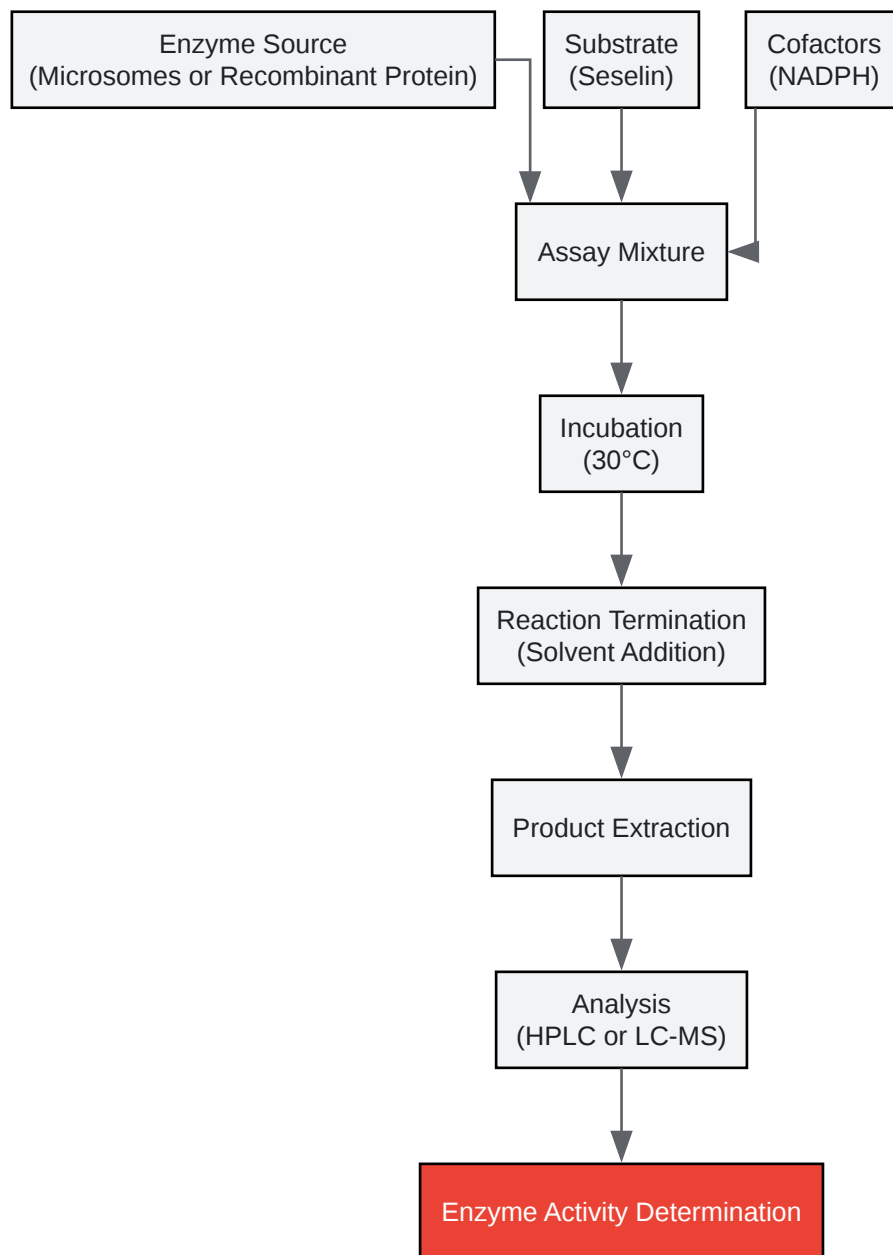 Enzyme Source
(Microsomes or Recombinant Protein)
Substrate
(Seselin)
Cofactors
(NADPH)
Assay Mixture
Incubation
(30°C)
Reaction Termination
(Solvent Addition)
Product Extraction
Analysis
(HPLC or LC-MS)
Enzyme Activity Determination